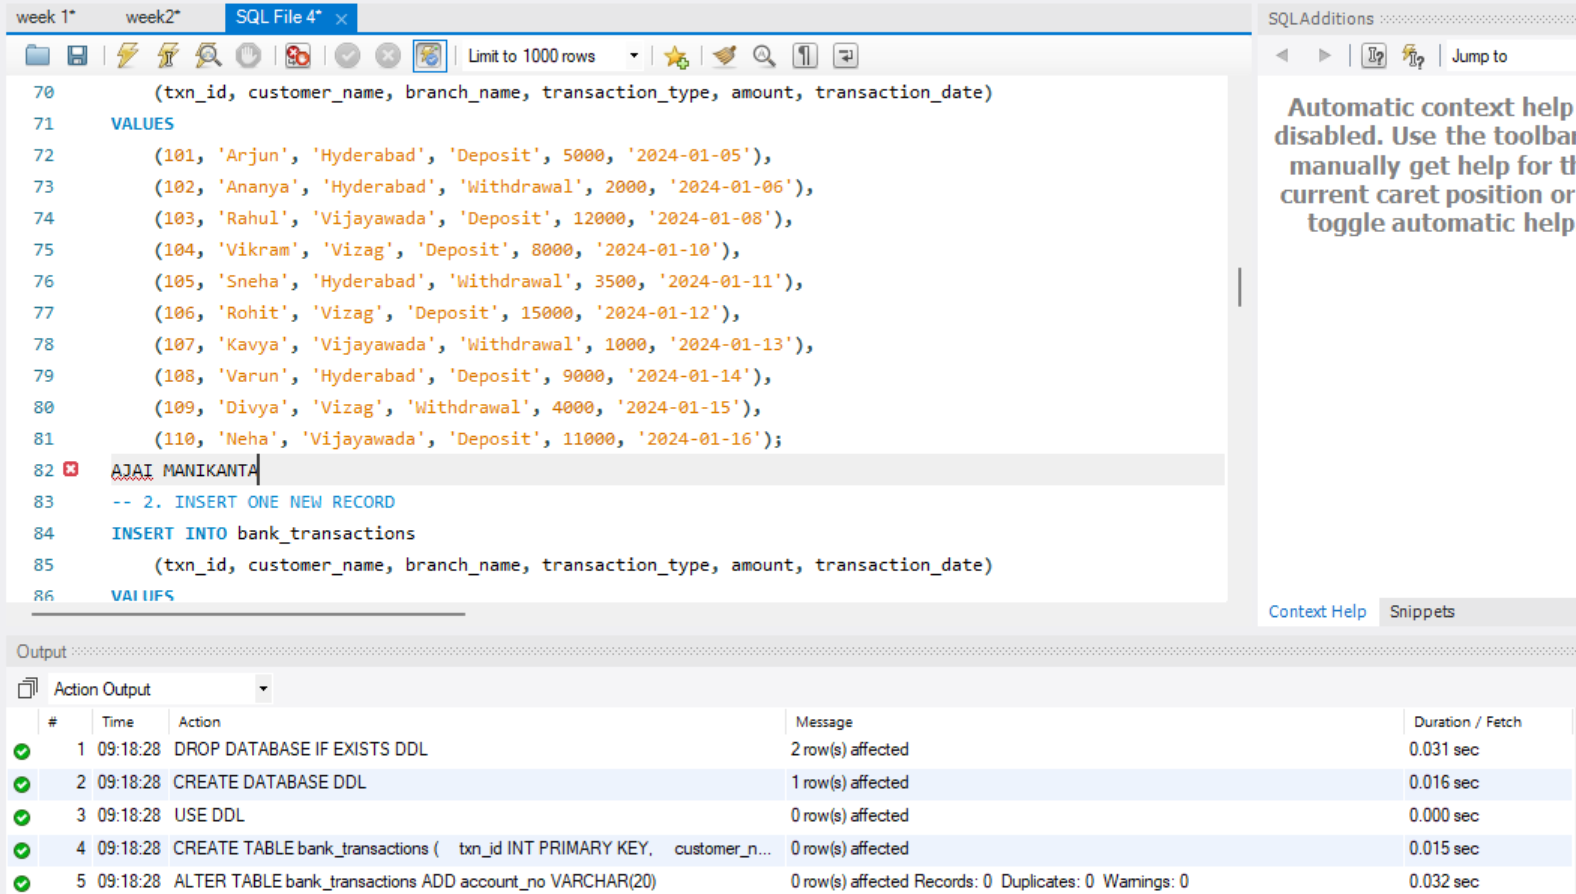 week 1*
week2*
SQL File 4*
SQLAdditions
Limit to 1000 rows
Jump to
70 (txn_id, customer_name, branch_name, transaction_type, amount, transaction_date)
71 VALUES
72 (101, 'Arjun', 'Hyderabad', 'Deposit', 5000, '2024-01-05'),
73 (102, 'Ananya', 'Hyderabad', 'Withdrawal', 2000, '2024-01-06'),
74 (103, 'Rahul', 'Vijayawada', 'Deposit', 12000, '2024-01-08'),
75 (104, 'Vikram', 'Vizag', 'Deposit', 8000, '2024-01-10'),
76 (105, 'Sneha', 'Hyderabad', 'Withdrawal', 3500, '2024-01-11'),
77 (106, 'Rohit', 'Vizag', 'Deposit', 15000, '2024-01-12'),
78 (107, 'Kavya', 'Vijayawada', 'Withdrawal', 1000, '2024-01-13'),
79 (108, 'Varun', 'Hyderabad', 'Deposit', 9000, '2024-01-14'),
80 (109, 'Divya', 'Vizag', 'Withdrawal', 4000, '2024-01-15'),
81 (110, 'Neha', 'Vijayawada', 'Deposit', 11000, '2024-01-16');
82 AJAI MANIKANTA
83 -- 2. INSERT ONE NEW RECORD
84 INSERT INTO bank_transactions
85 (txn_id, customer_name, branch_name, transaction_type, amount, transaction_date)
86 VALUES
Automatic context help
disabled. Use the toolbar
manually get help for th
current caret position or
toggle automatic help
Context Help
Snippets
Output
Action Output
# Time Action Message Duration / Fetch
1 09:18:28 DROP DATABASE IF EXISTS DDL 2 row(s) affected 0.031 sec
2 09:18:28 CREATE DATABASE DDL 1 row(s) affected 0.016 sec
3 09:18:28 USE DDL 0 row(s) affected 0.000 sec
4 09:18:28 CREATE TABLE bank_transactions ( txn_id INT PRIMARY KEY, customer_n... 0 row(s) affected 0.015 sec
5 09:18:28 ALTER TABLE bank_transactions ADD account_no VARCHAR(20) 0 row(s) affected Records: 0 Duplicates: 0 Warnings: 0 0.032 sec